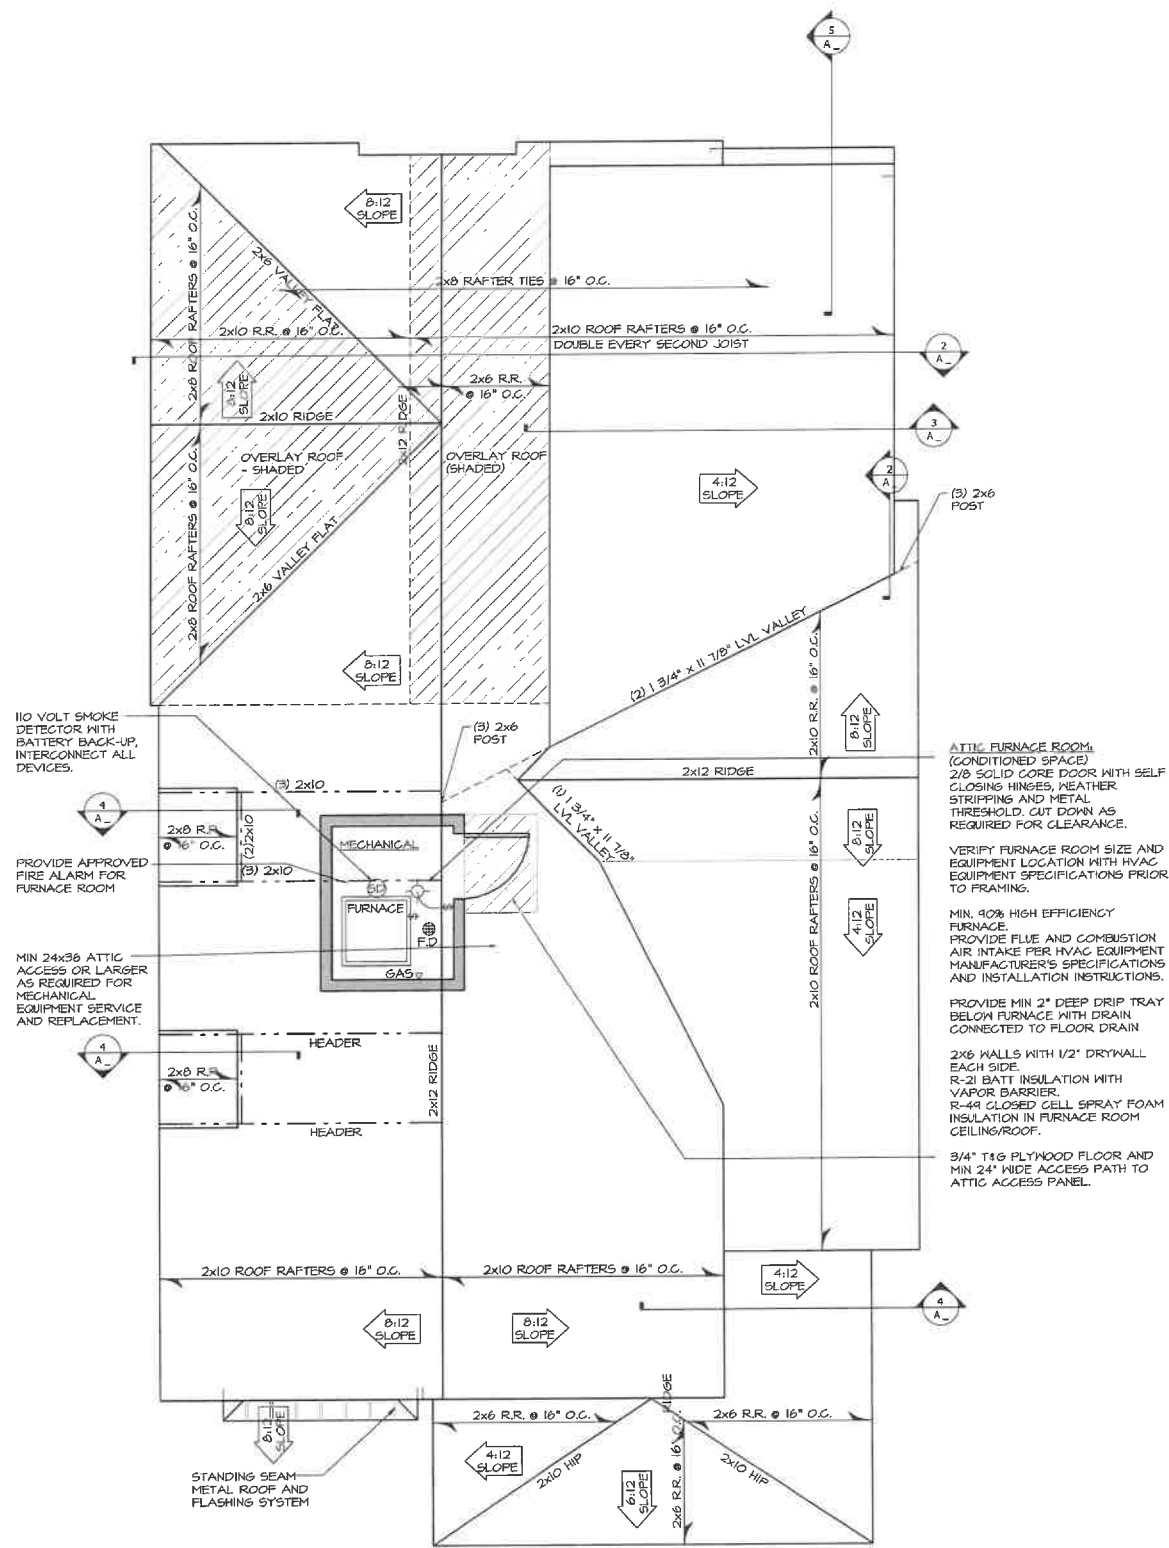 5
A_
8:12
SLOPE
2x6 VALLEY FLAT
2x8 ROOF RAFTERS @ 16" O.C.
2x8 RAFTER TIES @ 16" O.C.
2x10 R.R. @ 16" O.C.
2x10 ROOF RAFTERS @ 16" O.C.
DOUBLE EVERY SECOND JOIST
2
A_
8:12
SLOPE
2x6 R.R.
@ 16" O.C.
2x10 RIDGE
2x12 RIDGE
3
A_
OVERLAY ROOF
- SHADED
OVERLAY ROOF
(SHADED)
8:12
SLOPE
2x8 ROOF RAFTERS @ 16" O.C.
2x6 VALLEY FLAT
4:12
SLOPE
2
A_
(3) 2x6
POST
8:12
SLOPE
(2) 1 3/4" x 11 7/8" LVL VALLEY
2x10 R.R. @ 16" O.C.
8:12
SLOPE
110 VOLT SMOKE
DETECTOR WITH
BATTERY BACK-UP,
INTERCONNECT ALL
DEVICES.
(3) 2x6
POST
2x12 RIDGE
(3) 2x10
4
A_
2x8 R.R.
@ 16" O.C.
(2) 2x10
(3) 2x10
PROVIDE APPROVED
FIRE ALARM FOR
FURNACE ROOM
MECHANICAL
SD
FURNACE
F.D
GAS
(1) 1 3/4" x 11 7/8"
LVL VALLEY
8:12
SLOPE
4:12
SLOPE
2x10 ROOF RAFTERS @ 16" O.C.
MIN 24x36 ATTIC
ACCESS OR LARGER
AS REQUIRED FOR
MECHANICAL
EQUIPMENT SERVICE
AND REPLACEMENT.
4
A_
HEADER
2x8 R.R.
@ 16" O.C.
HEADER
2x12 RIDGE
ATTIC FURNACE ROOM:
(CONDITIONED SPACE)
2/8 SOLID CORE DOOR WITH SELF
CLOSING HINGES, WEATHER
STRIPPING AND METAL
THRESHOLD. CUT DOWN AS
REQUIRED FOR CLEARANCE.
VERIFY FURNACE ROOM SIZE AND
EQUIPMENT LOCATION WITH HVAC
EQUIPMENT SPECIFICATIONS PRIOR
TO FRAMING.
MIN. 90% HIGH EFFICIENCY
FURNACE.
PROVIDE FLUE AND COMBUSTION
AIR INTAKE PER HVAC EQUIPMENT
MANUFACTURER'S SPECIFICATIONS
AND INSTALLATION INSTRUCTIONS.
PROVIDE MIN 2" DEEP DRIP TRAY
BELOW FURNACE WITH DRAIN
CONNECTED TO FLOOR DRAIN
2X6 WALLS WITH 1/2" DRYWALL
EACH SIDE.
R-21 BATT INSULATION WITH
VAPOR BARRIER.
R-49 CLOSED CELL SPRAY FOAM
INSULATION IN FURNACE ROOM
CEILING/ROOF.
3/4" T&G PLYWOOD FLOOR AND
MIN 24" WIDE ACCESS PATH TO
ATTIC ACCESS PANEL.
2x10 ROOF RAFTERS @ 16" O.C.
2x10 ROOF RAFTERS @ 16" O.C.
4:12
SLOPE
4
A_
8:12
SLOPE
8:12
SLOPE
8:12
SLOPE
2x6 R.R. @ 16" O.C.
RIDGE
2x6 R.R. @ 16" O.C.
4:12
SLOPE
2x10 HIP
6:12
SLOPE
2x6 R.R. @ 16" O.C.
2x10 HIP
STANDING SEAM
METAL ROOF AND
FLASHING SYSTEM